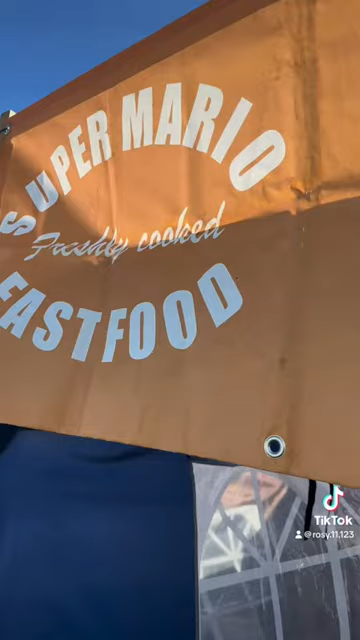 SUPER MARIO
Freshly cooked
FASTFOOD
TikTok
@rosy.11.123